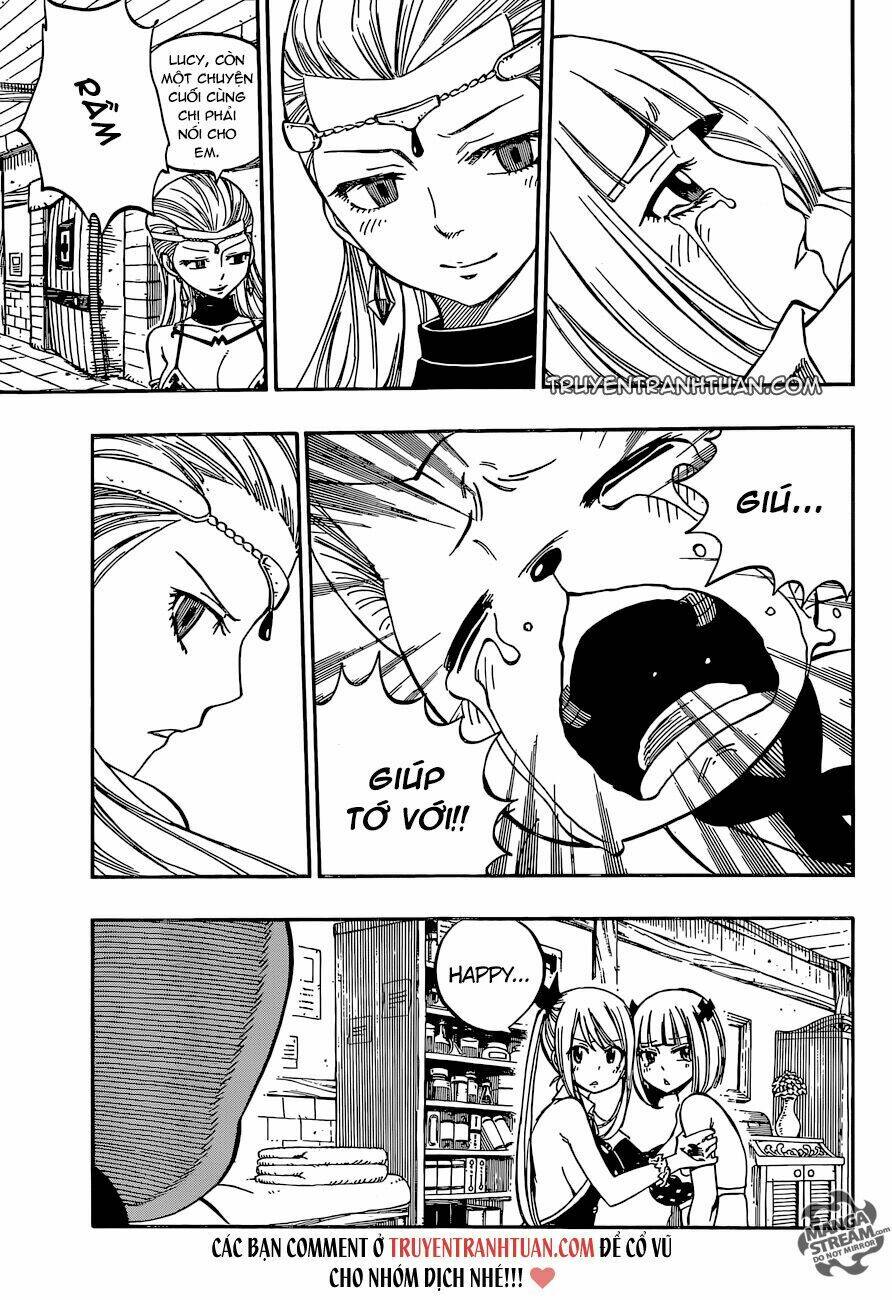 LUCY, CÒN
MỘT CHUYỆN
CUỐI CÙNG
CHỊ PHẢI
NÓI CHO
EM.
RẦM
TRUYENTRANHTUAN.COM
GIÚ...
GIÚP
TỚ VỚI!!
HAPPY...
MANGA
STREAM.com
DO NOT MIRROR!
CÁC BẠN COMMENT Ở TRUYENTRANHTUAN.COM ĐỂ CỔ VŨ
CHO NHÓM DỊCH NHÉ!!!